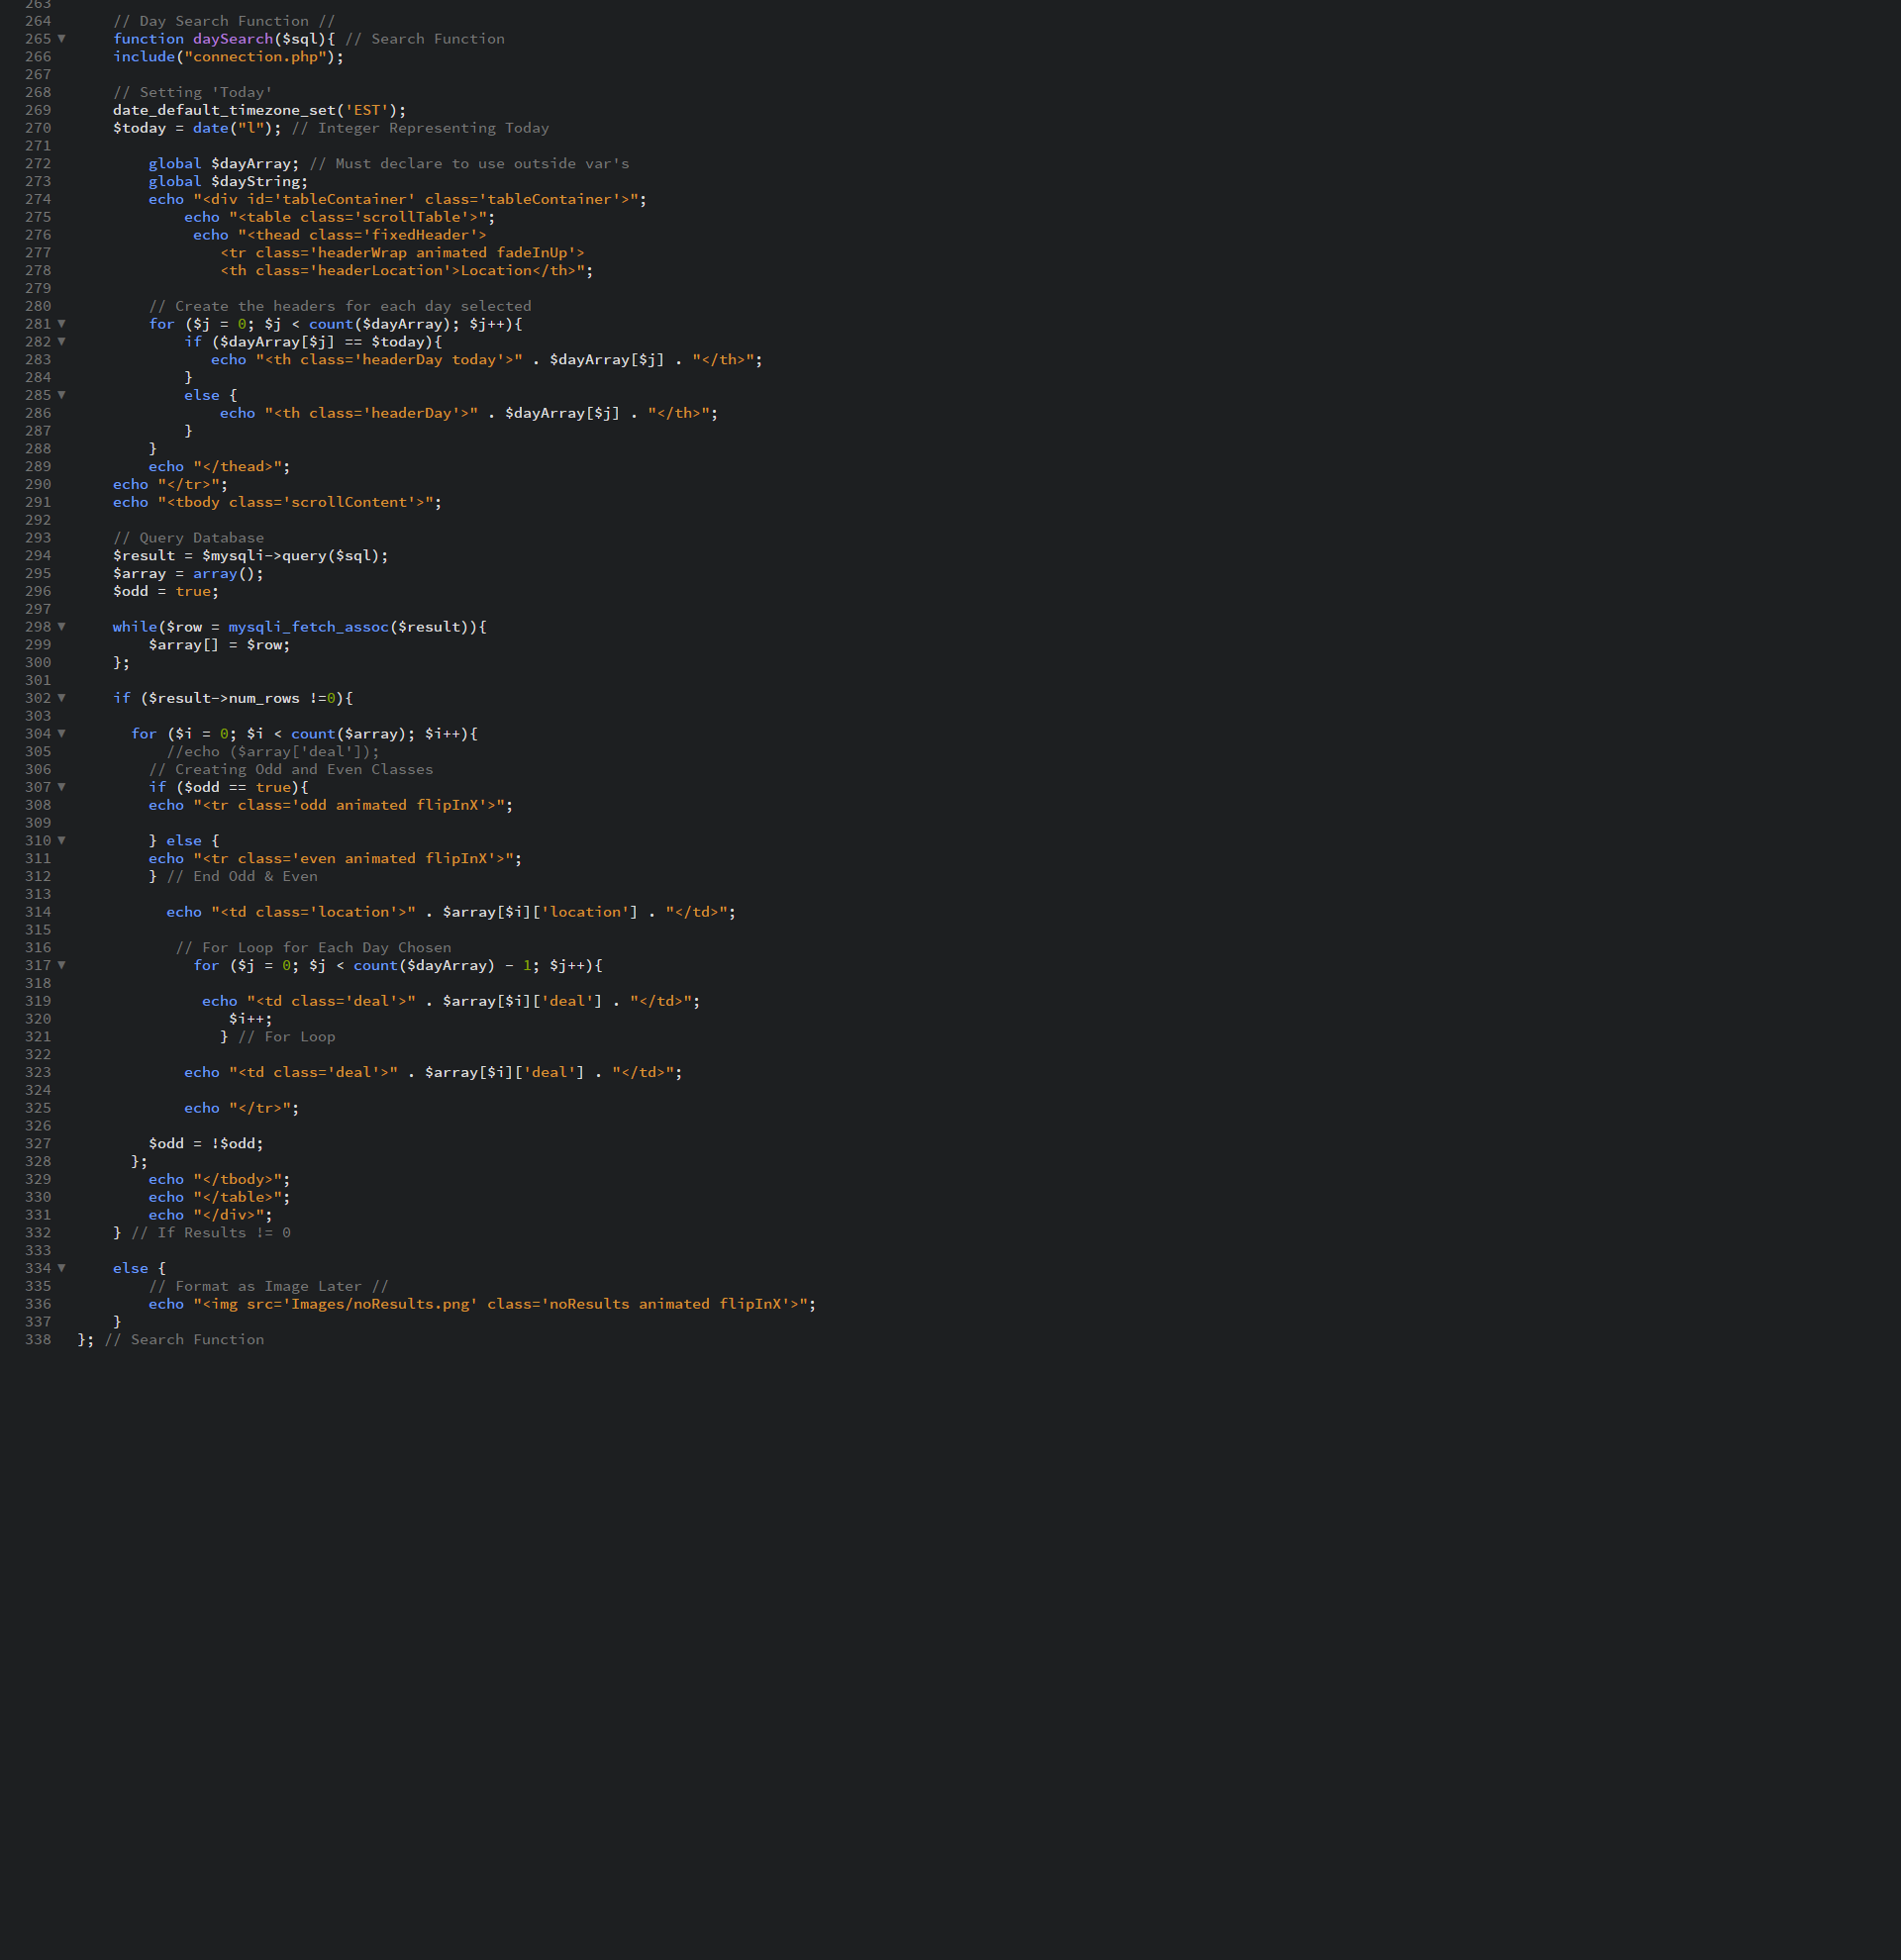 263
264 // Day Search Function //
265 ▼ function daySearch($sql){ // Search Function
266 include("connection.php");
267
268 // Setting 'Today'
269 date_default_timezone_set('EST');
270 $today = date("l"); // Integer Representing Today
271
272 global $dayArray; // Must declare to use outside var's
273 global $dayString;
274 echo "<div id='tableContainer' class='tableContainer'>";
275 echo "<table class='scrollTable'>";
276 echo "<thead class='fixedHeader'>
277 <tr class='headerWrap animated fadeInUp'>
278 <th class='headerLocation'>Location</th>";
279
280 // Create the headers for each day selected
281 ▼ for ($j = 0; $j < count($dayArray); $j++){
282 ▼ if ($dayArray[$j] == $today){
283 echo "<th class='headerDay today'>" . $dayArray[$j] . "</th>";
284 }
285 ▼ else {
286 echo "<th class='headerDay'>" . $dayArray[$j] . "</th>";
287 }
288 }
289 echo "</thead>";
290 echo "</tr>";
291 echo "<tbody class='scrollContent'>";
292
293 // Query Database
294 $result = $mysqli->query($sql);
295 $array = array();
296 $odd = true;
297
298 ▼ while($row = mysqli_fetch_assoc($result)){
299 $array[] = $row;
300 };
301
302 ▼ if ($result->num_rows !=0){
303
304 ▼ for ($i = 0; $i < count($array); $i++){
305 //echo ($array['deal']);
306 // Creating Odd and Even Classes
307 ▼ if ($odd == true){
308 echo "<tr class='odd animated flipInX'>";
309
310 ▼ } else {
311 echo "<tr class='even animated flipInX'>";
312 } // End Odd & Even
313
314 echo "<td class='location'>" . $array[$i]['location'] . "</td>";
315
316 // For Loop for Each Day Chosen
317 ▼ for ($j = 0; $j < count($dayArray) - 1; $j++){
318
319 echo "<td class='deal'>" . $array[$i]['deal'] . "</td>";
320 $i++;
321 } // For Loop
322
323 echo "<td class='deal'>" . $array[$i]['deal'] . "</td>";
324
325 echo "</tr>";
326
327 $odd = !$odd;
328 };
329 echo "</tbody>";
330 echo "</table>";
331 echo "</div>";
332 } // If Results != 0
333
334 ▼ else {
335 // Format as Image Later //
336 echo "<img src='Images/noResults.png' class='noResults animated flipInX'>";
337 }
338 }; // Search Function